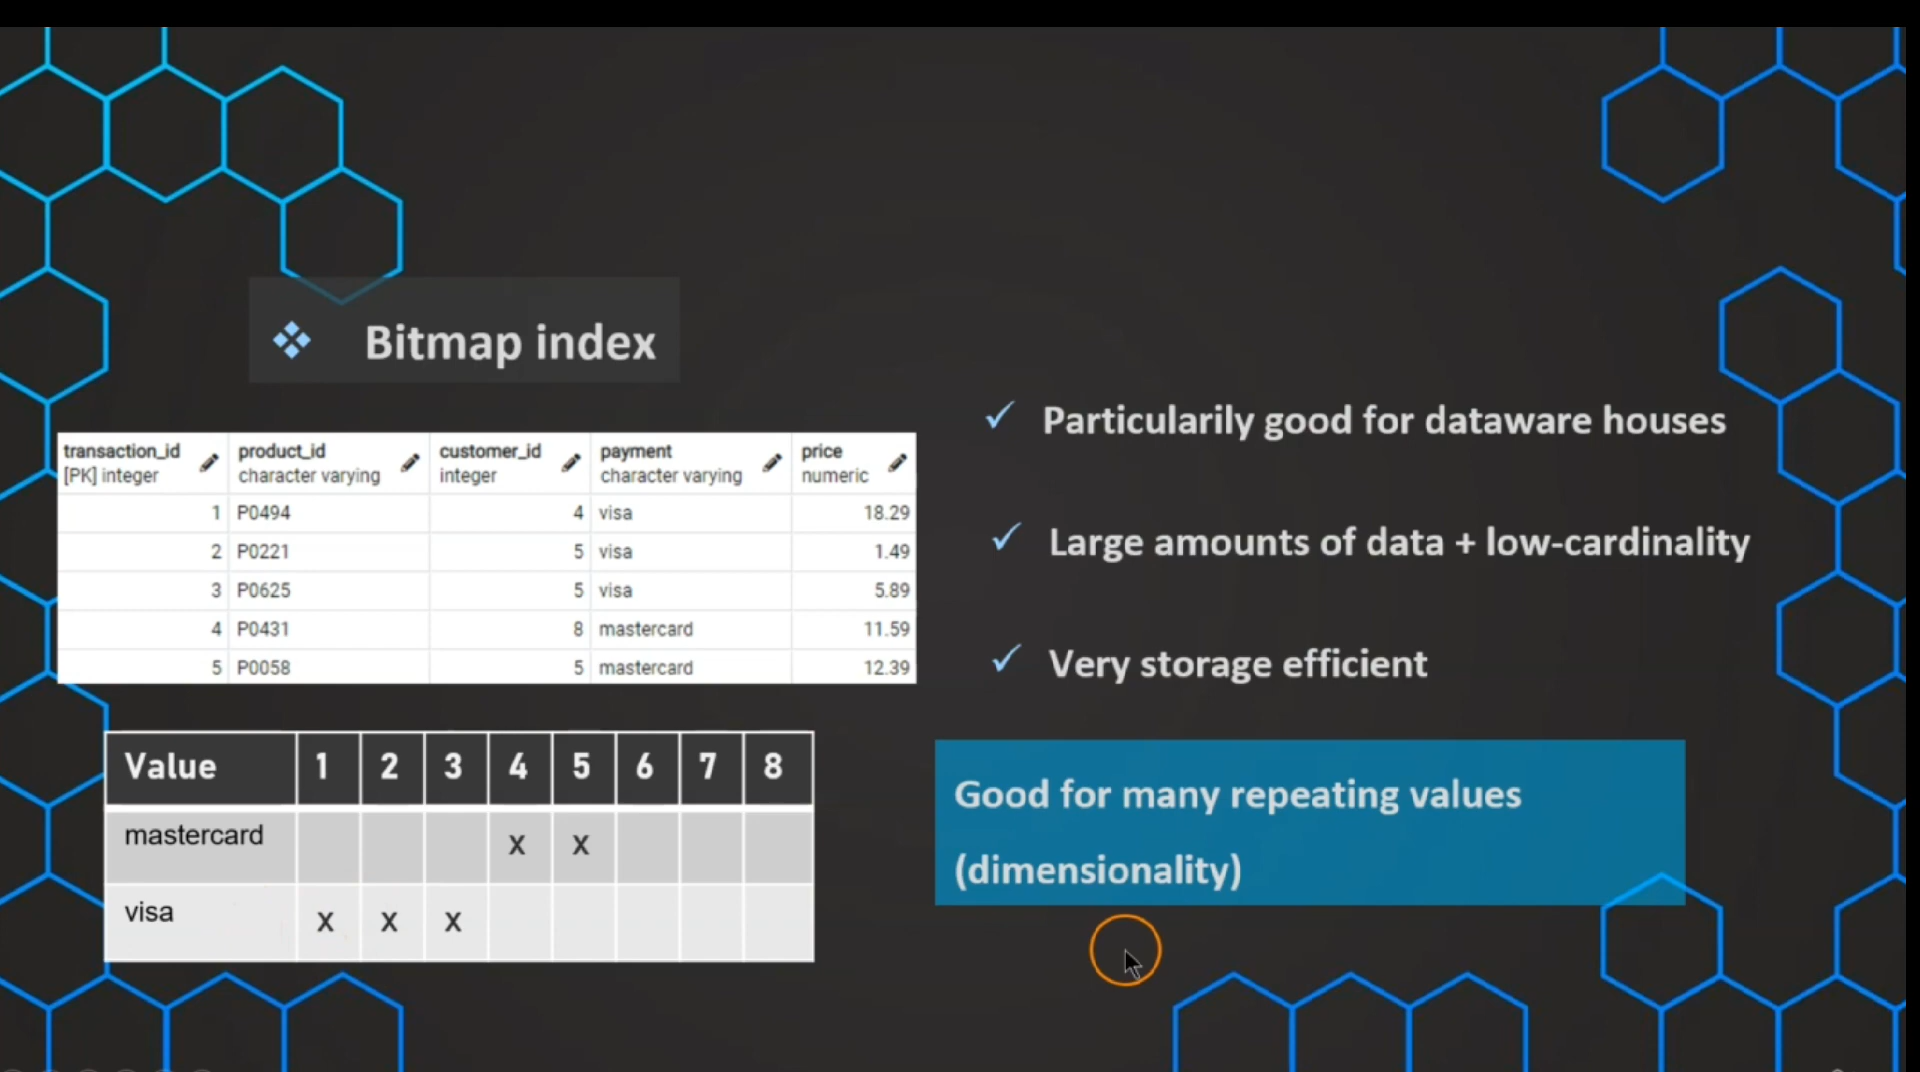 Bitmap index
transaction_id product_id customer_id payment price
[PK] integer character varying integer character varying numeric
1 P0494 4 visa 18.29
2 P0221 5 visa 1.49
3 P0625 5 visa 5.89
4 P0431 8 mastercard 11.59
5 P0058 5 mastercard 12.39
Value 1 2 3 4 5 6 7 8
mastercard x x
visa x x x
Particularily good for dataware houses
Large amounts of data + low-cardinality
Very storage efficient
Good for many repeating values
(dimensionality)